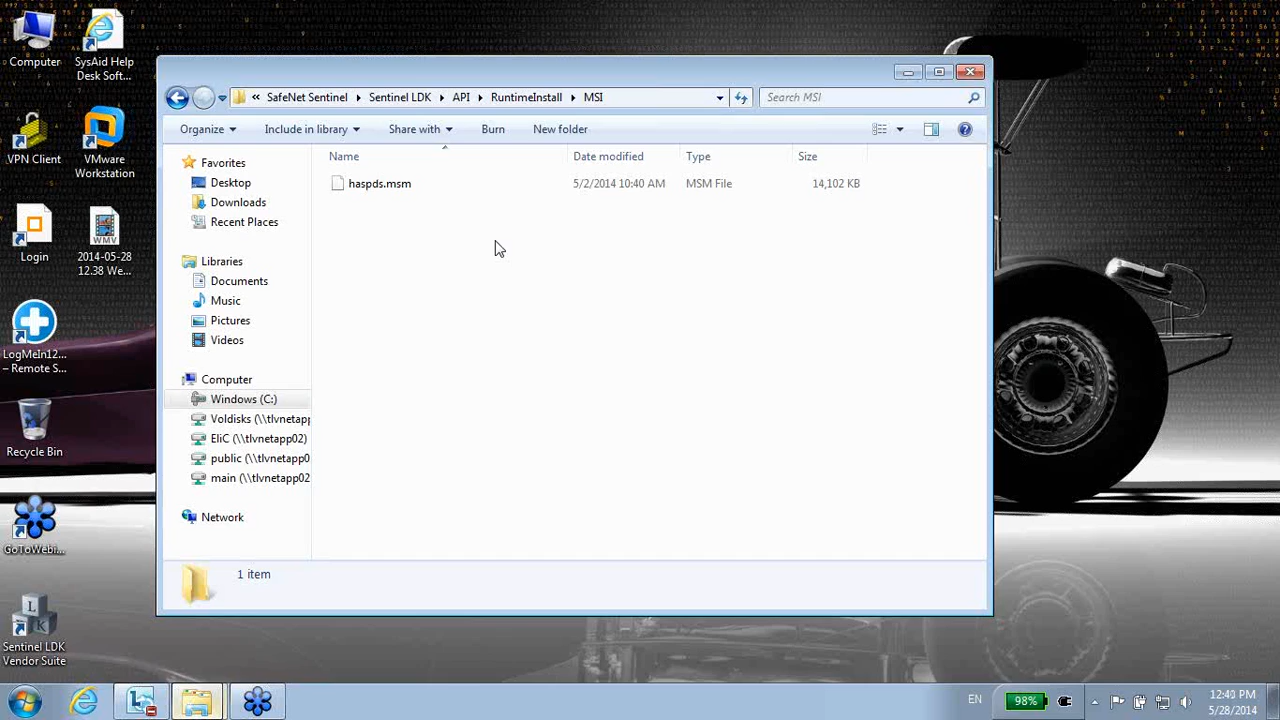 Computer
SysAid Help
Desk Soft...
VPN Client
VMware
Workstation
Login
2014-05-28
12.38 We...
LogMeIn12...
– Remote S...
Recycle Bin
GoToWebi...
Sentinel LDK
Vendor Suite
« SafeNet Sentinel Sentinel LDK API RuntimeInstall MSI
Search MSI
Organize Include in library Share with Burn New folder
Name Date modified Type Size
haspds.msm 5/2/2014 10:40 AM MSM File 14,102 KB
Favorites
Desktop
Downloads
Recent Places
Libraries
Documents
Music
Pictures
Videos
Computer
Windows (C:)
Voldisks (\\tlvnetapp
EliC (\\tlvnetapp02)
public (\\tlvnetapp0
main (\\tlvnetapp02
Network
1 item
EN
98%
12:40 PM
5/28/2014